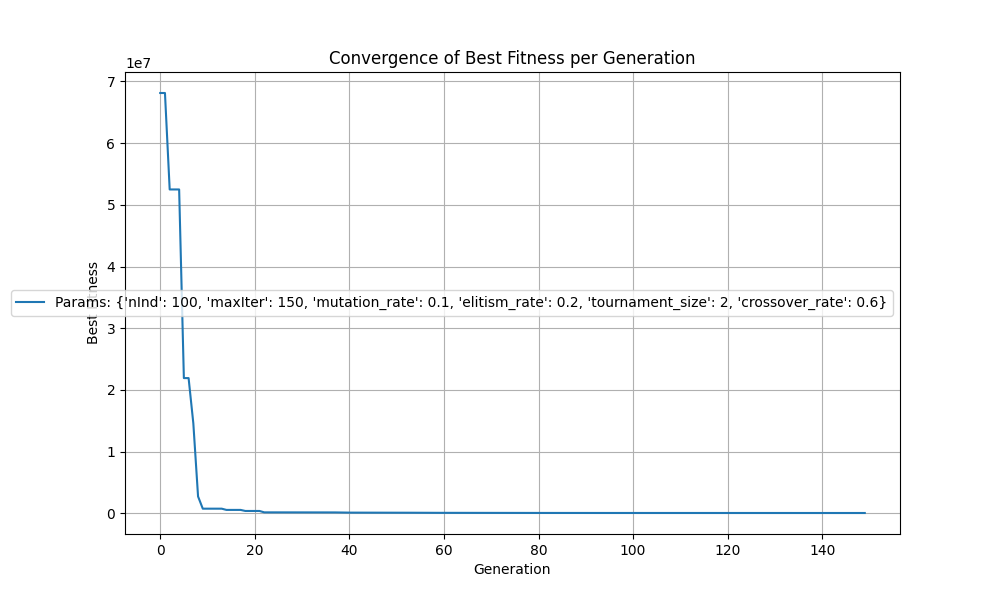 Convergence of Best Fitness per Generation
1e7
7
6
5
4
3
2
1
0
Best
ness
Params: {'nInd': 100, 'maxIter': 150, 'mutation_rate': 0.1, 'elitism_rate': 0.2, 'tournament_size': 2, 'crossover_rate': 0.6}
0 20 40 60 80 100 120 140
Generation